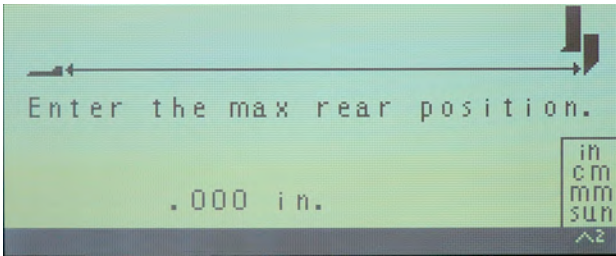 Enter the max rear position.
.000 in.
in
cm
mm
sun
^2